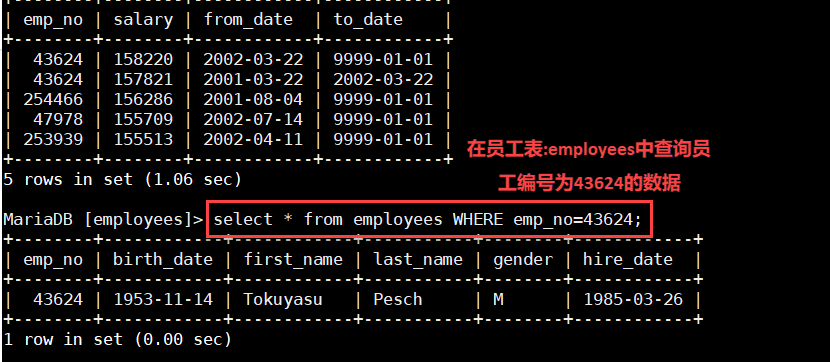 +--------+--------+------------+------------+
| emp_no | salary | from_date  | to_date    |
+--------+--------+------------+------------+
|  43624 | 158220 | 2002-03-22 | 9999-01-01 |
|  43624 | 157821 | 2001-03-22 | 2002-03-22 |
| 254466 | 156286 | 2001-08-04 | 9999-01-01 |
|  47978 | 155709 | 2002-07-14 | 9999-01-01 |
| 253939 | 155513 | 2002-04-11 | 9999-01-01 |
+--------+--------+------------+------------+
5 rows in set (1.06 sec)
在员工表:employees中查询员
工编号为43624的数据
MariaDB [employees]> select * from employees WHERE emp_no=43624;
+--------+------------+------------+-----------+--------+------------+
| emp_no | birth_date | first_name | last_name | gender | hire_date  |
+--------+------------+------------+-----------+--------+------------+
|  43624 | 1953-11-14 | Tokuyasu   | Pesch     | M      | 1985-03-26 |
+--------+------------+------------+-----------+--------+------------+
1 row in set (0.00 sec)